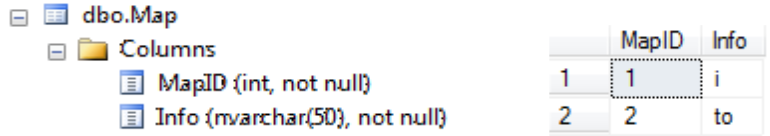 dbo.Map
Columns
MapID (int, not null)
Info (nvarchar(50), not null)
MapID Info
1 1 i
2 2 to